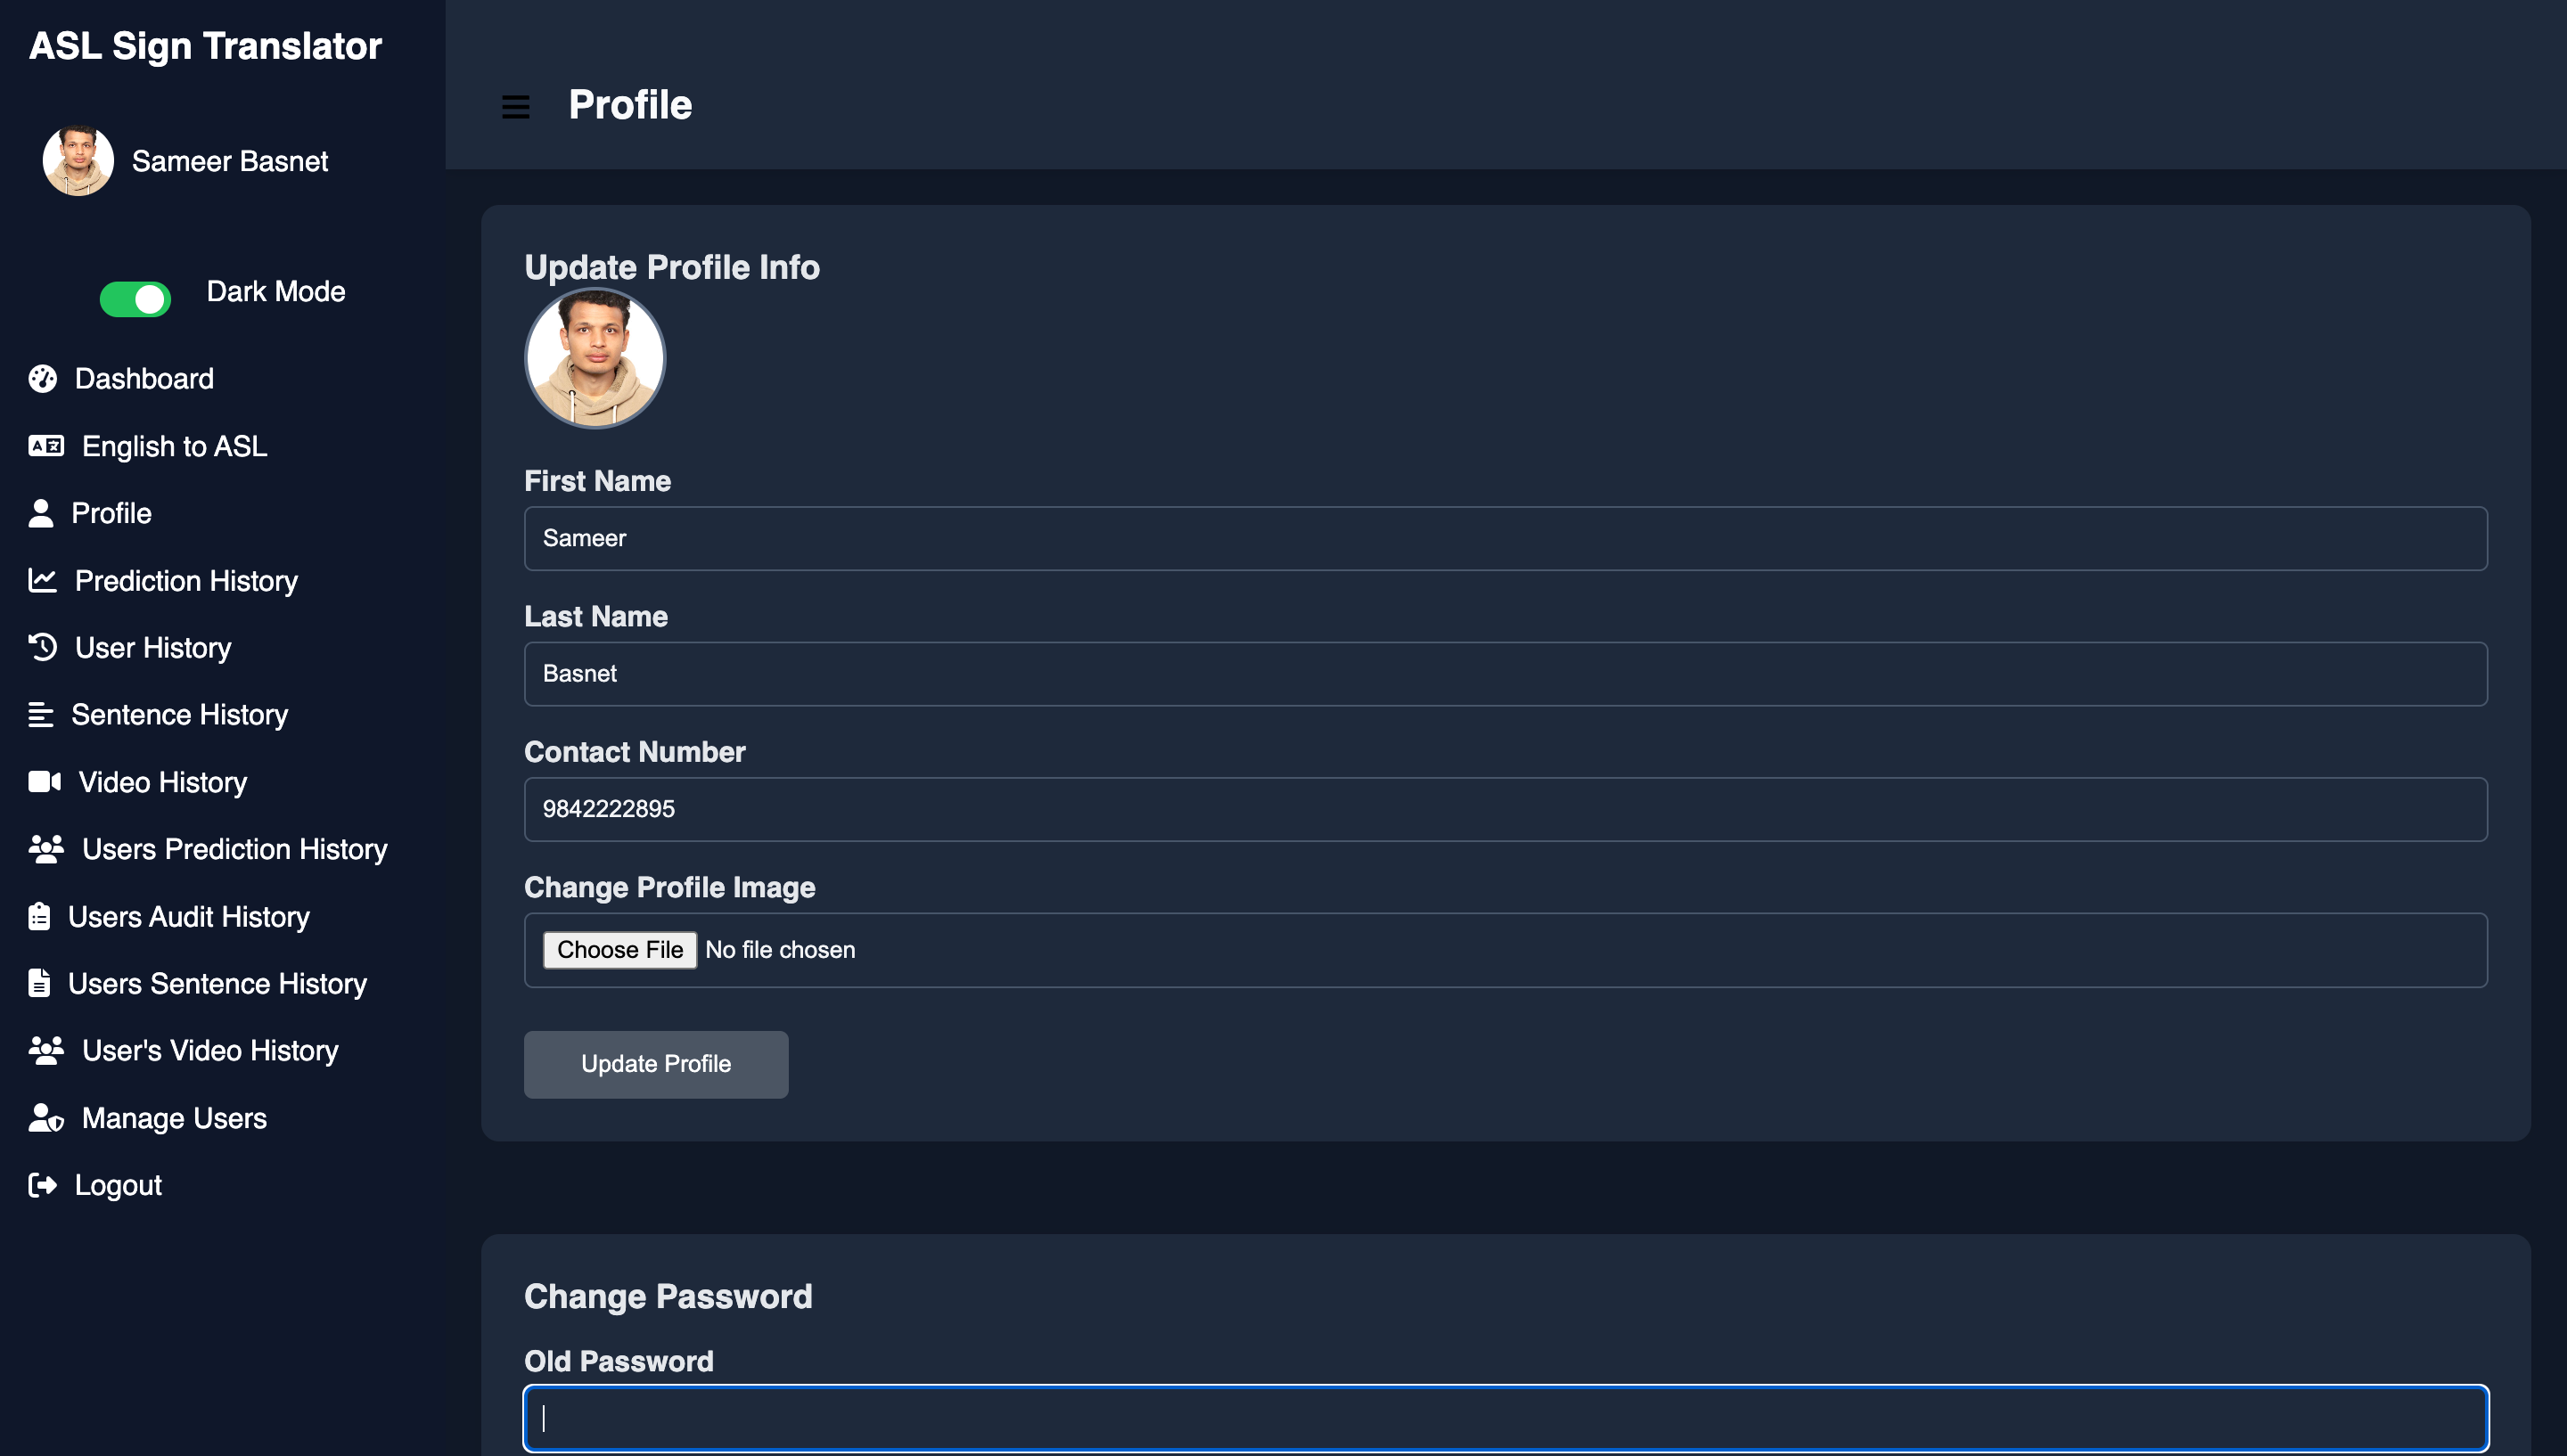 ASL Sign Translator
Sameer Basnet
Dark Mode
Dashboard
English to ASL
Profile
Prediction History
User History
Sentence History
Video History
Users Prediction History
Users Audit History
Users Sentence History
User's Video History
Manage Users
Logout
Profile
Update Profile Info
First Name
Sameer
Last Name
Basnet
Contact Number
9842222895
Change Profile Image
Choose File No file chosen
Update Profile
Change Password
Old Password